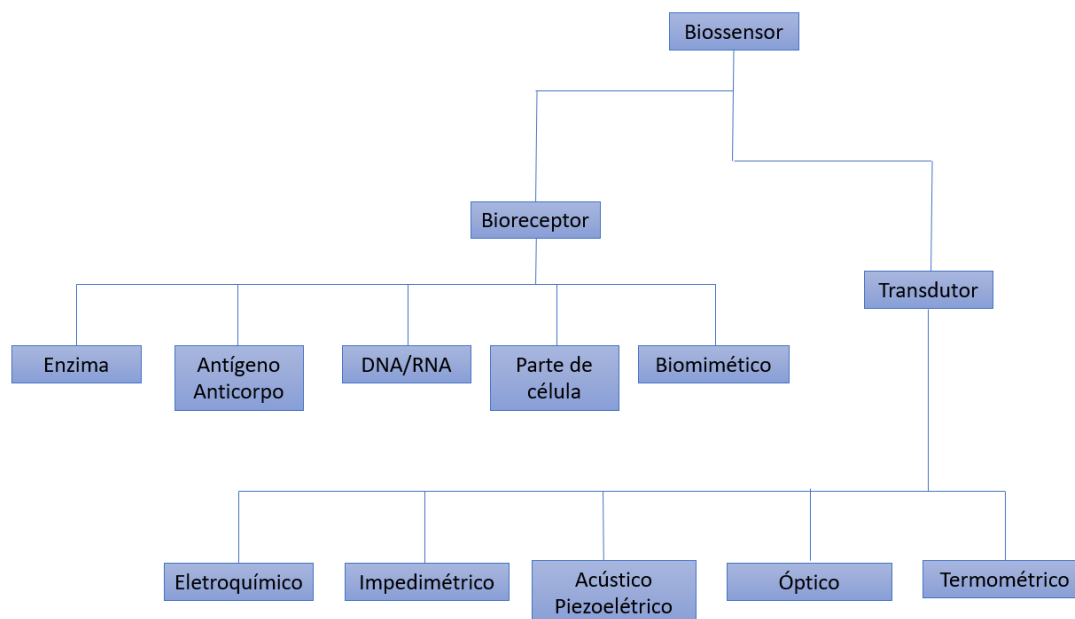 Biossensor
Bioreceptor
Transdutor
Enzima
Antígeno
Anticorpo
DNA/RNA
Parte de
célula
Biomimético
Eletroquímico
Impedimétrico
Acústico
Piezoelétrico
Óptico
Termométrico